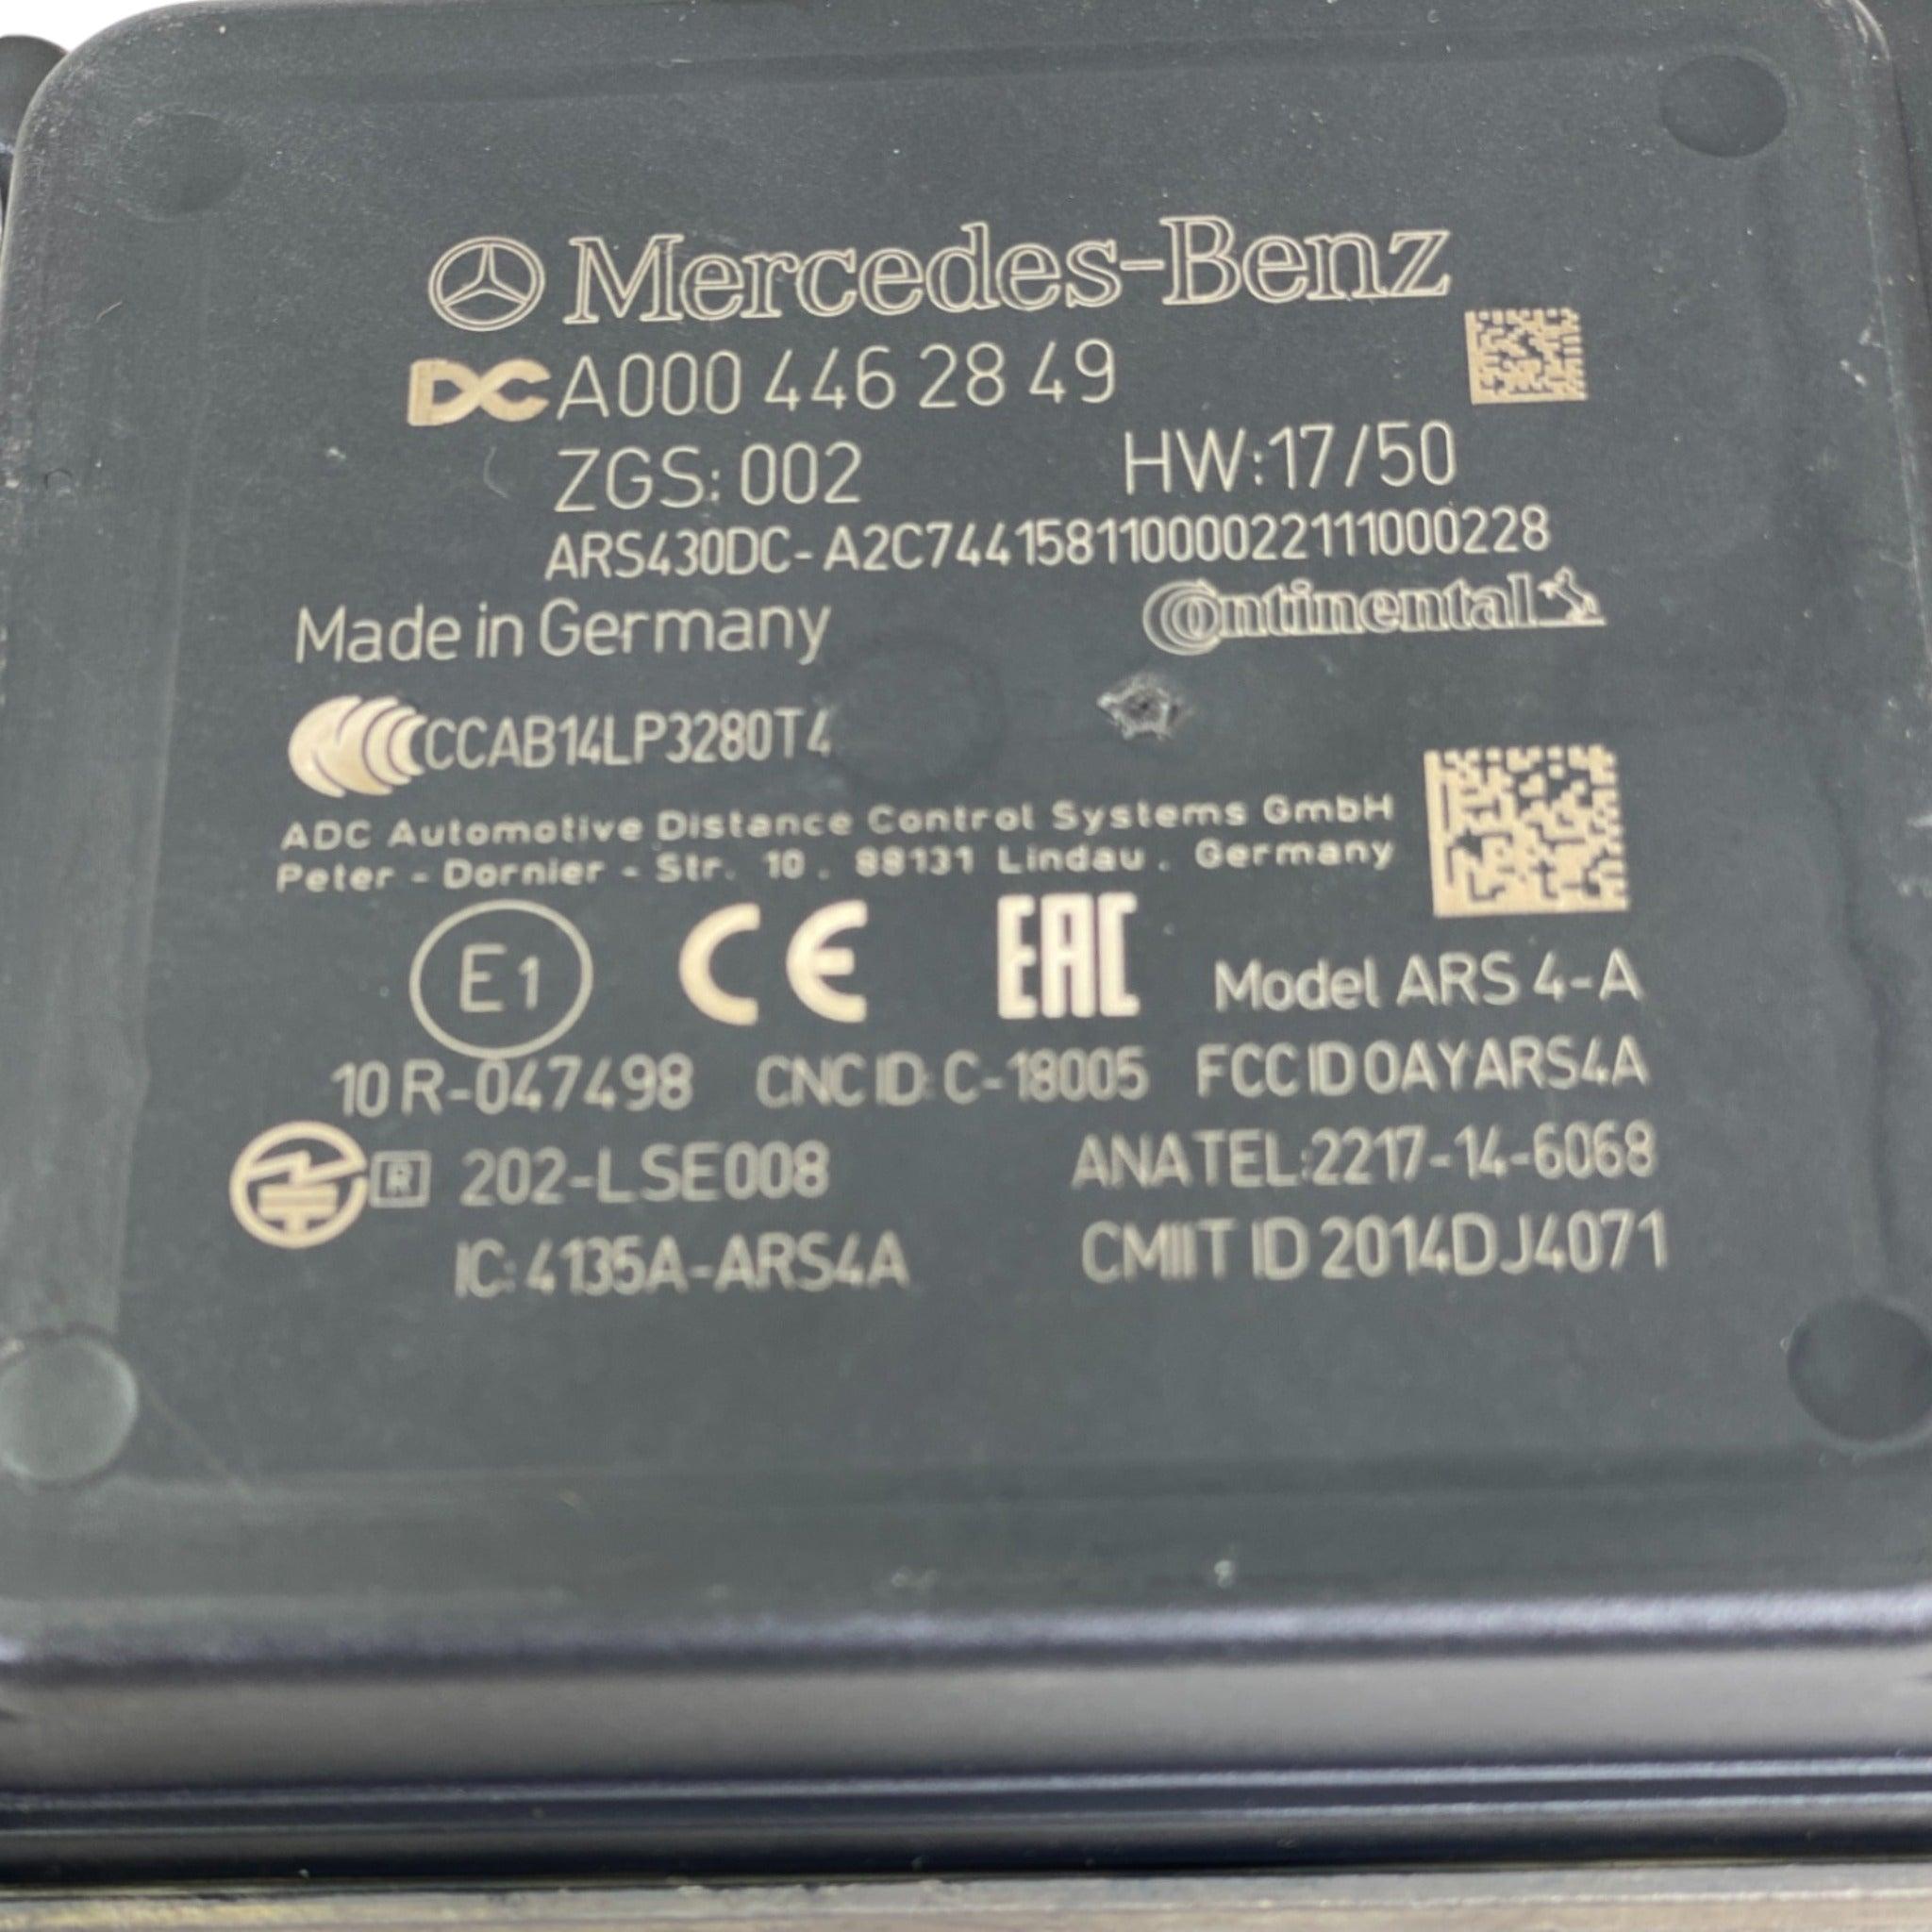 Mercedes-Benz
DC A000 446 28 49
ZGS: 002 HW:17/50
ARS430DC-A2C74415811000022111000228
Made in Germany Continental
CCAB14LP3280T4
ADC Automotive Distance Control Systems GmbH
Peter - Dornier - Str. 10 . 88131 Lindau . Germany
E1 CE EAC Model ARS 4-A
10 R-047498 CNC ID: C-18005 FCC ID OAYARS4A
R 202-LSE008 ANATEL:2217-14-6068
IC: 4135A-ARS4A CMIIT ID 2014DJ4071